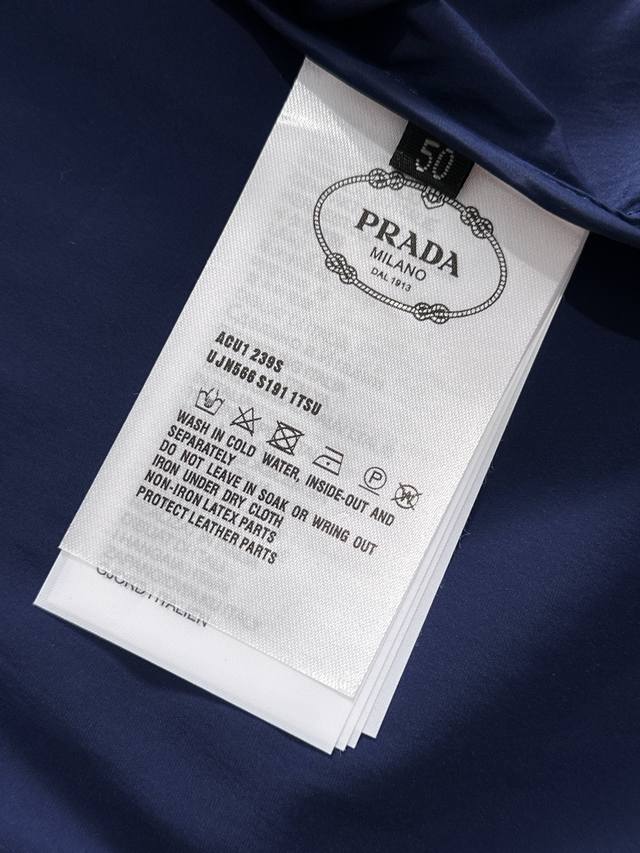 50
PRADA
MILANO
DAL 1913
ACU1 239S
UJN566 S191 1TSU
WASH IN COLD WATER, INSIDE-OUT AND
SEPARATELY
DO NOT LEAVE IN SOAK OR WRING OUT
IRON UNDER DRY CLOTH
NON-IRON LATEX PARTS
PROTECT LEATHER PARTS